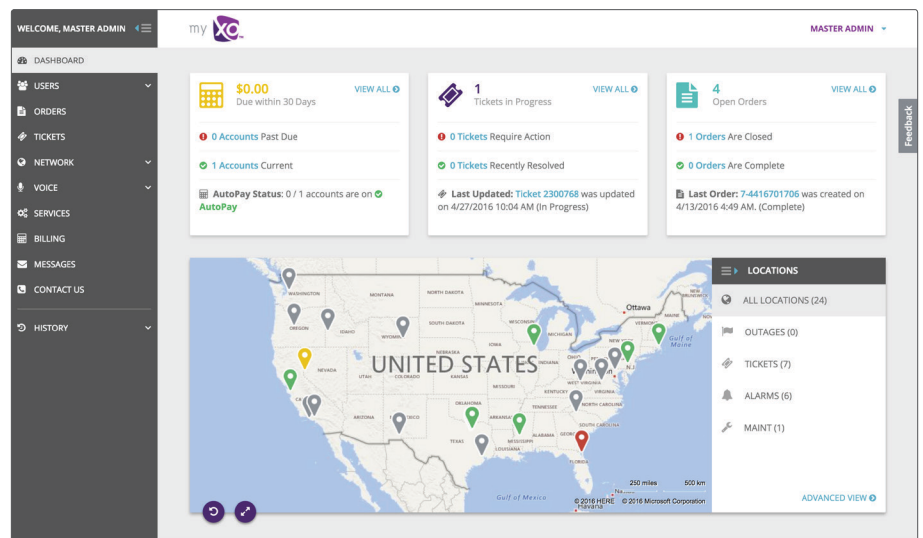 WELCOME, MASTER ADMIN
my XO
MASTER ADMIN
DASHBOARD
USERS
ORDERS
TICKETS
NETWORK
VOICE
SERVICES
BILLING
MESSAGES
CONTACT US
HISTORY
$0.00
Due within 30 Days
VIEW ALL
0 Accounts Past Due
1 Accounts Current
AutoPay Status: 0 / 1 accounts are on
AutoPay
1
Tickets in Progress
VIEW ALL
0 Tickets Require Action
0 Tickets Recently Resolved
Last Updated: Ticket 2300768 was updated
on 4/27/2016 10:04 AM (In Progress)
4
Open Orders
VIEW ALL
1 Orders Are Closed
0 Orders Are Complete
Last Order: 7-4416701706 was created on
4/13/2016 4:49 AM. (Complete)
Feedback
WASHINGTON
MONTANA
NORTH DAKOTA
MINNESOTA
Ottawa
NEW BRUNSWICK
MAINE
VERMONT
OREGON
IDAHO
WYOMING
SOUTH DAKOTA
WISCONSIN
MICHIGAN
NEW
Gulf of
Maine
IOWA
NEBRASKA
UNITED STATES
NEVADA
UTAH
COLORADO
KANSAS
MISSOURI
INDIANA
N.J.
WEST VIRGINIA
KENTUCKY
VIRGINIA
OKLAHOMA
TENNESSEE
NORTH CAROLINA
ARIZONA
ARKANSAS
SOUTH CAROLINA
TEXAS
MISSISSIPPI
ALABAMA
LOUISIANA
FLORIDA
250 miles
500 km
Gulf of Mexico
© 2016 HERE
© 2016 Microsoft Corporation
Havana
LOCATIONS
ALL LOCATIONS (24)
OUTAGES (0)
TICKETS (7)
ALARMS (6)
MAINT (1)
ADVANCED VIEW